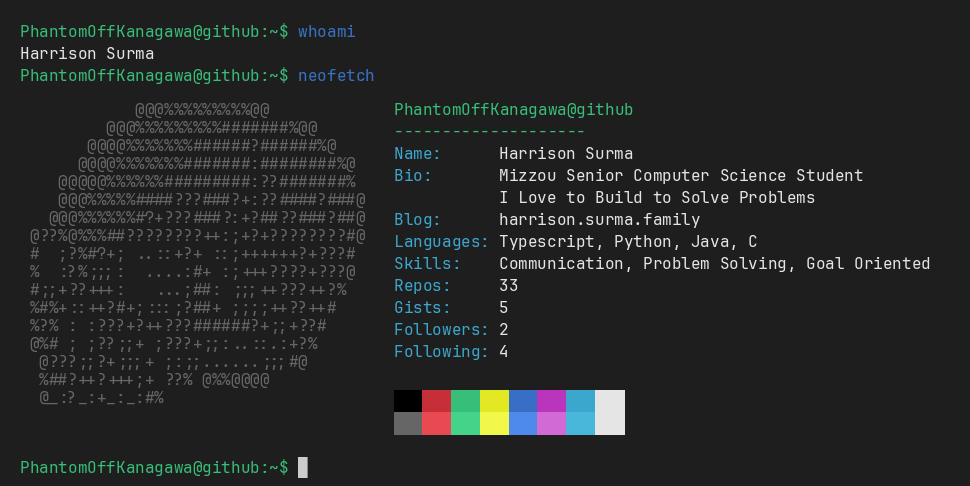 PhantomOffKanagawa@github:~$ whoami
Harrison Surma
PhantomOffKanagawa@github:~$ neofetch
PhantomOffKanagawa@github
--------------------
Name: Harrison Surma
Bio: Mizzou Senior Computer Science Student
I Love to Build to Solve Problems
Blog: harrison.surma.family
Languages: Typescript, Python, Java, C
Skills: Communication, Problem Solving, Goal Oriented
Repos: 33
Gists: 5
Followers: 2
Following: 4
PhantomOffKanagawa@github:~$